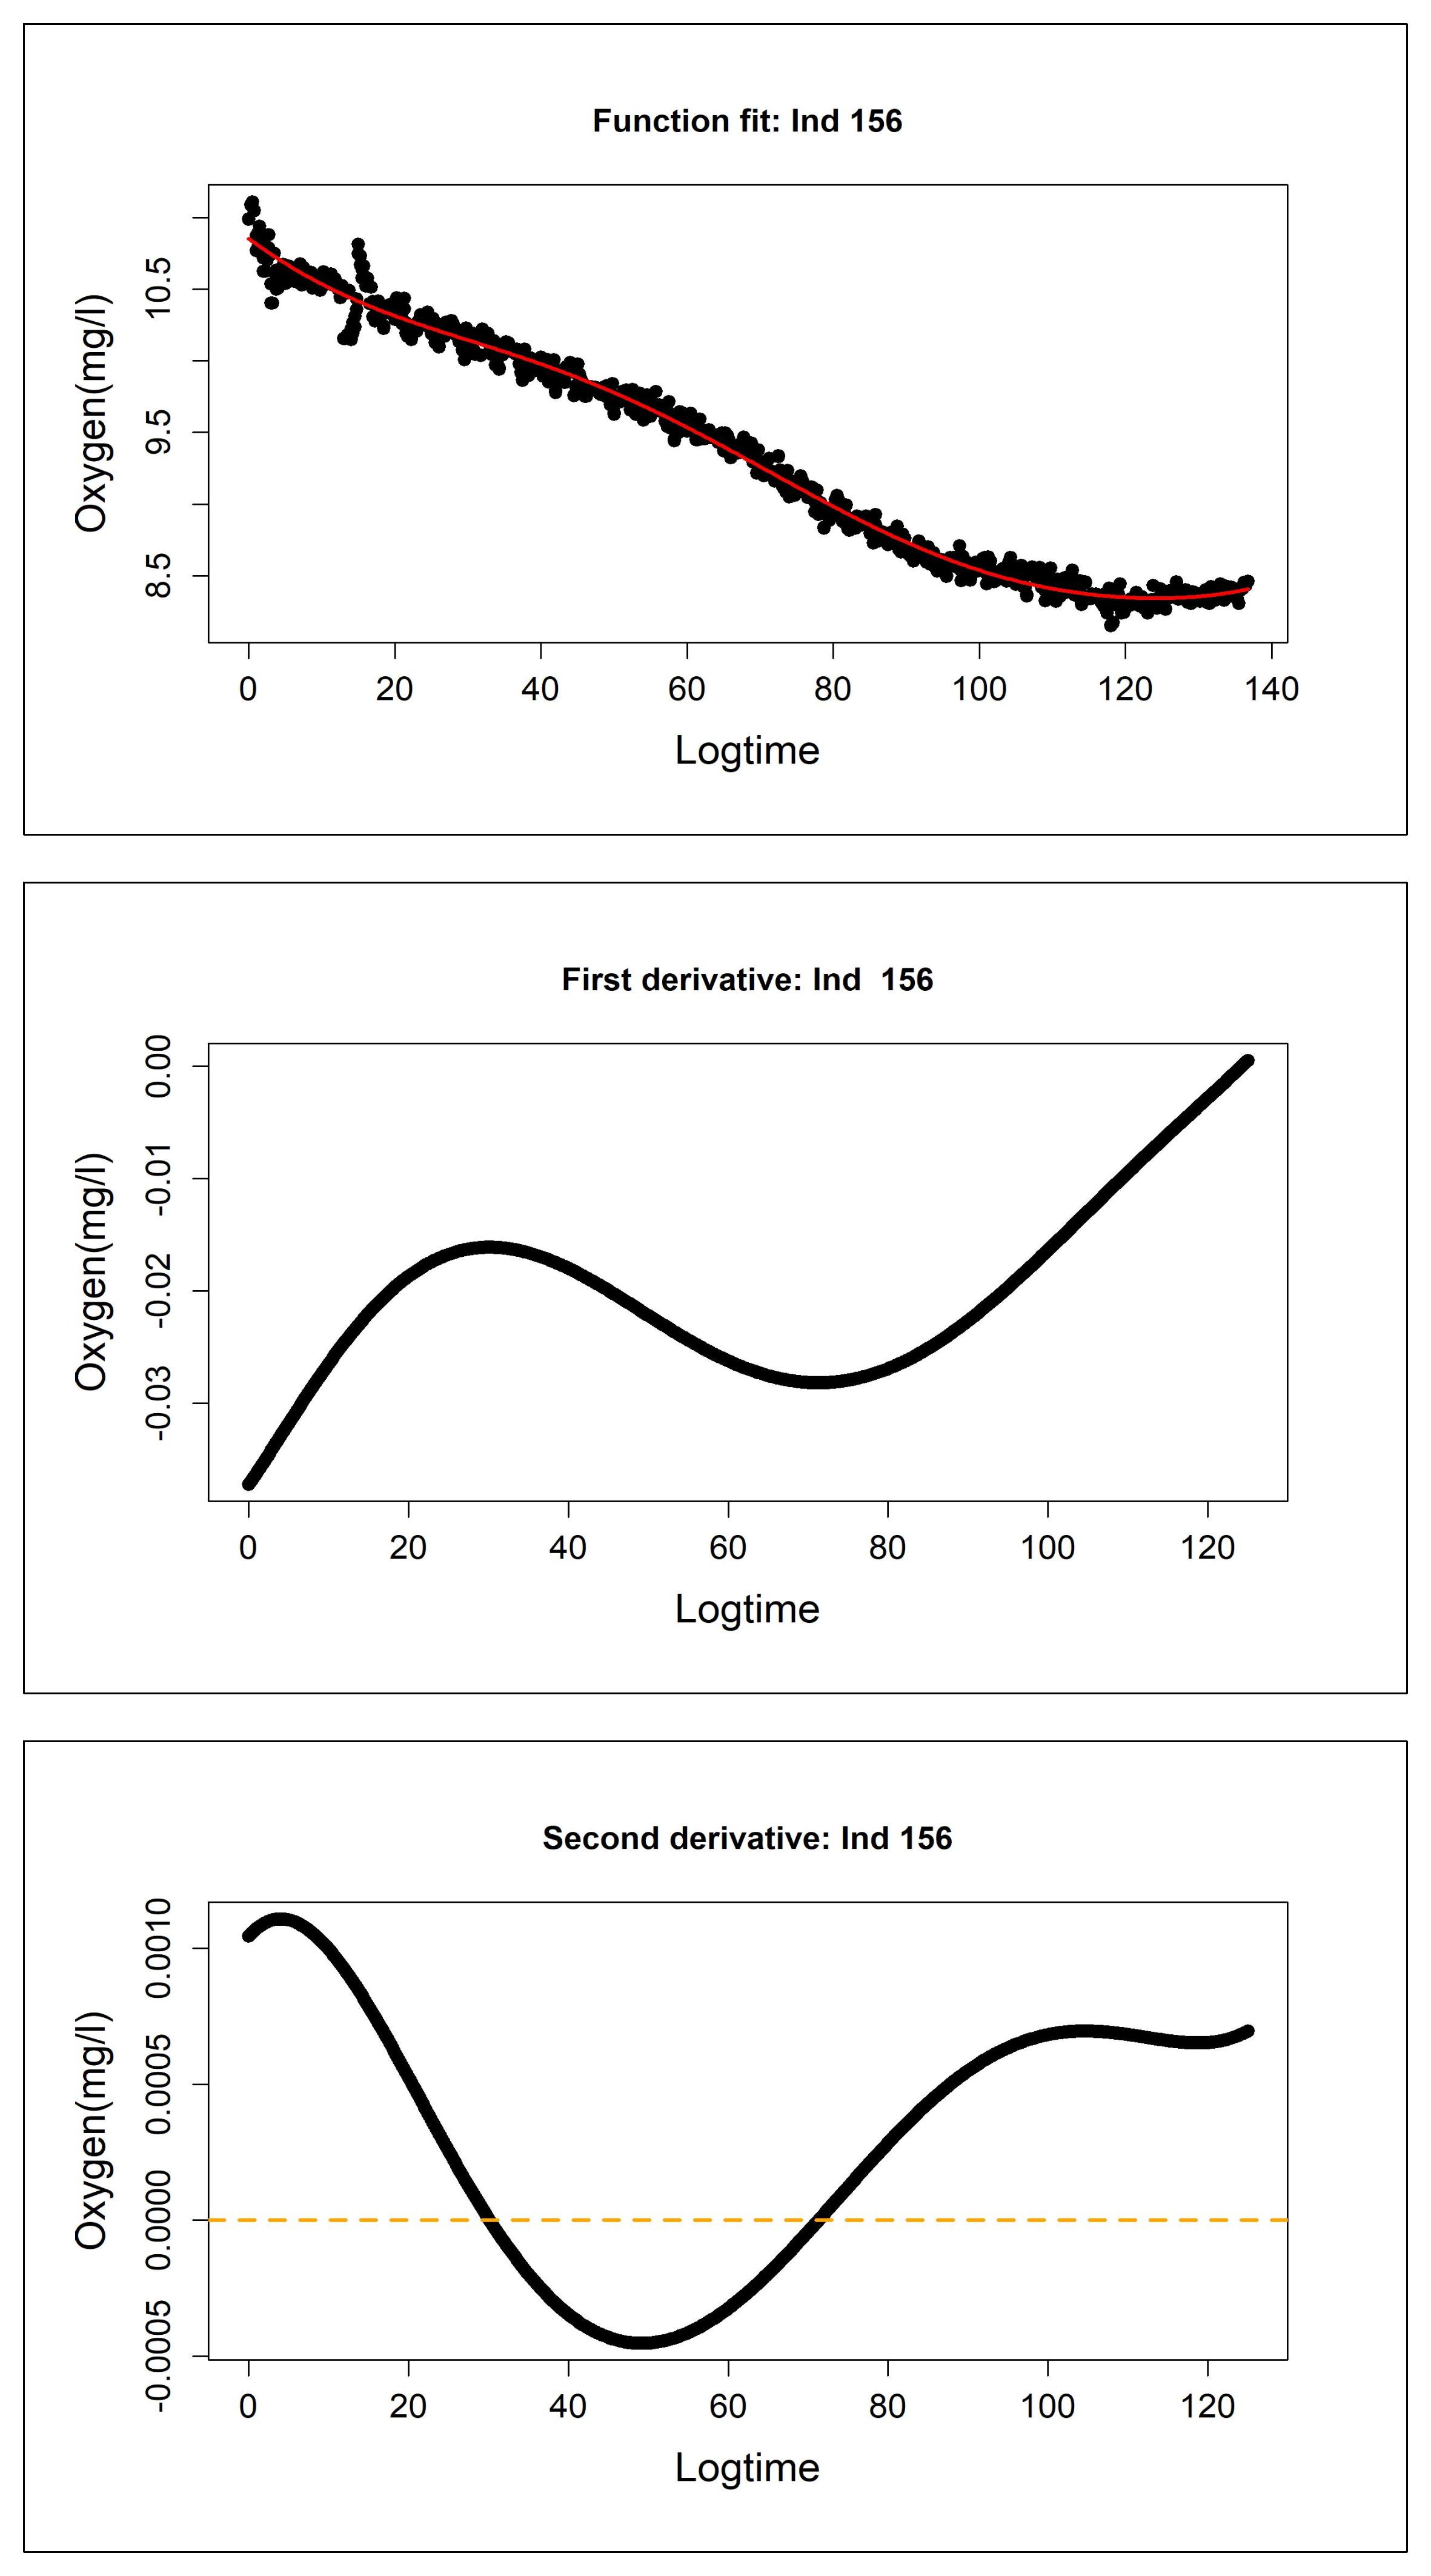 Function fit: Ind 156
Oxygen(mg/l)
10.5
9.5
8.5
0 20 40 60 80 100 120 140
Logtime
First derivative: Ind  156
Oxygen(mg/l)
0.00
-0.01
-0.02
-0.03
0 20 40 60 80 100 120
Logtime
Second derivative: Ind 156
Oxygen(mg/l)
0.0010
0.0005
0.0000
-0.0005
0 20 40 60 80 100 120
Logtime